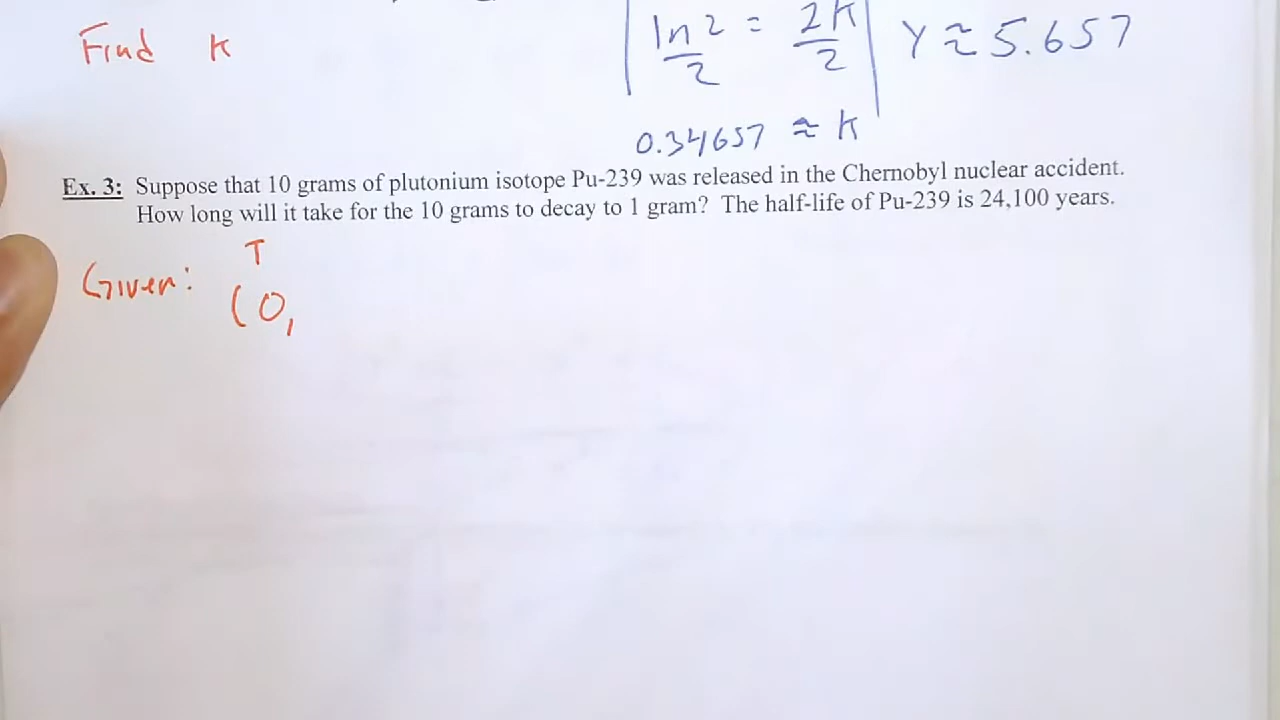 Find K
ln 2 / 2 = 2K / 2
Y ≈ 5.657
0.34657 ≈ K
Ex. 3: Suppose that 10 grams of plutonium isotope Pu-239 was released in the Chernobyl nuclear accident.
How long will it take for the 10 grams to decay to 1 gram? The half-life of Pu-239 is 24,100 years.
T
Given: (0,